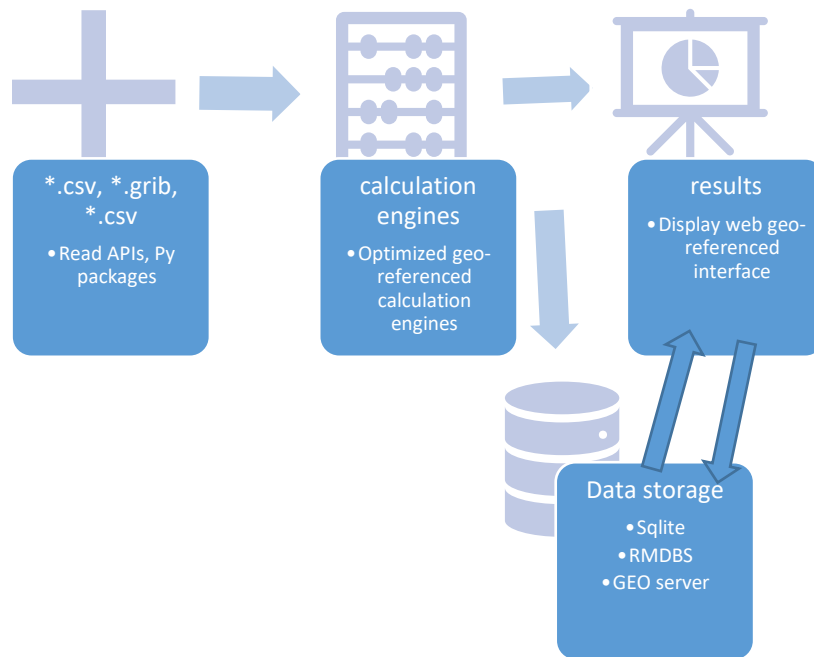 *.csv, *.grib,
*.csv
•Read APIs, Py
packages
calculation
engines
•Optimized geo-
referenced
calculation
engines
results
•Display web geo-
referenced
interface
Data storage
•Sqlite
•RMDBS
•GEO server